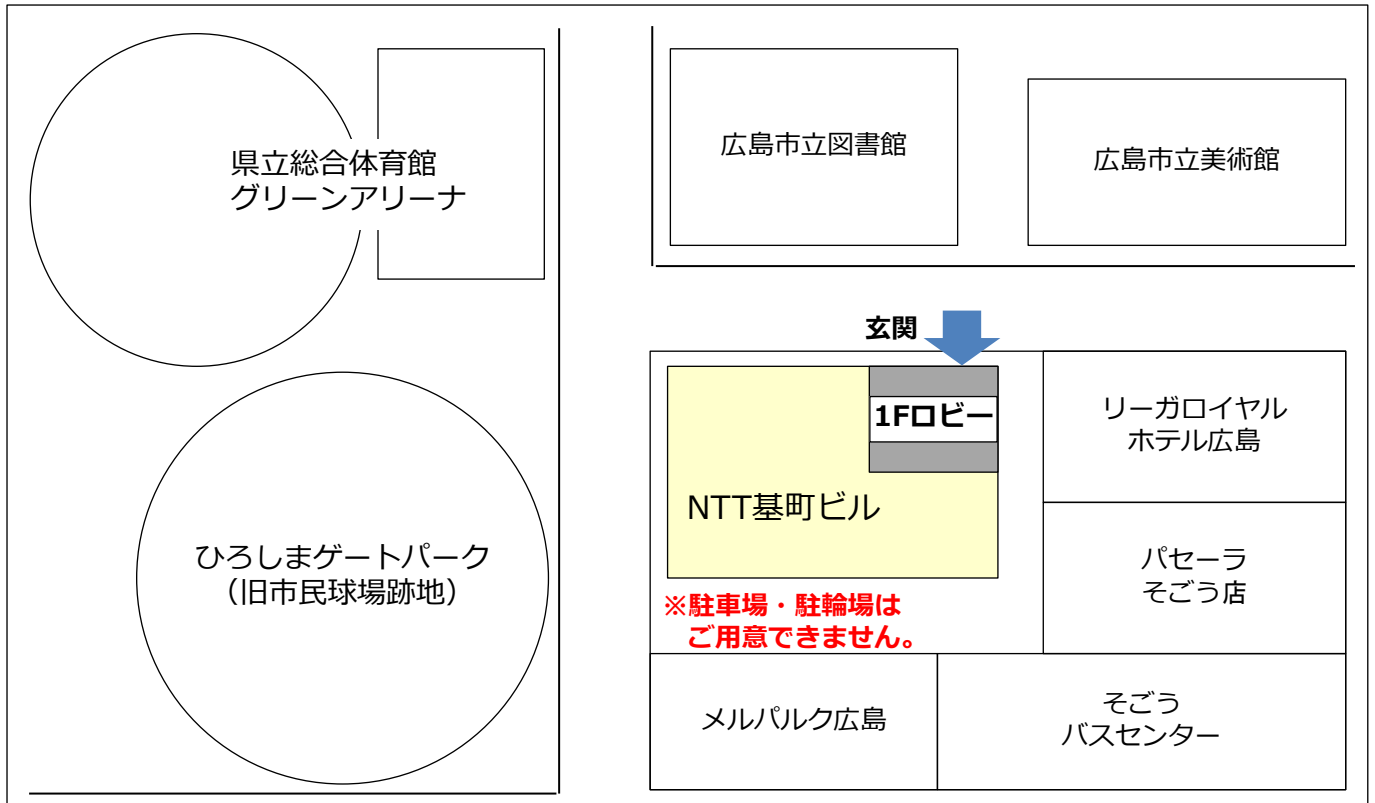 県立総合体育館
グリーンアリーナ
広島市立図書館
広島市立美術館
玄関
1Fロビー
リーガロイヤル
ホテル広島
NTT基町ビル
ひろしまゲートパーク
（旧市民球場跡地）
パセーラ
そごう店
※駐車場・駐輪場は
ご用意できません。
メルパルク広島
そごう
バスセンター